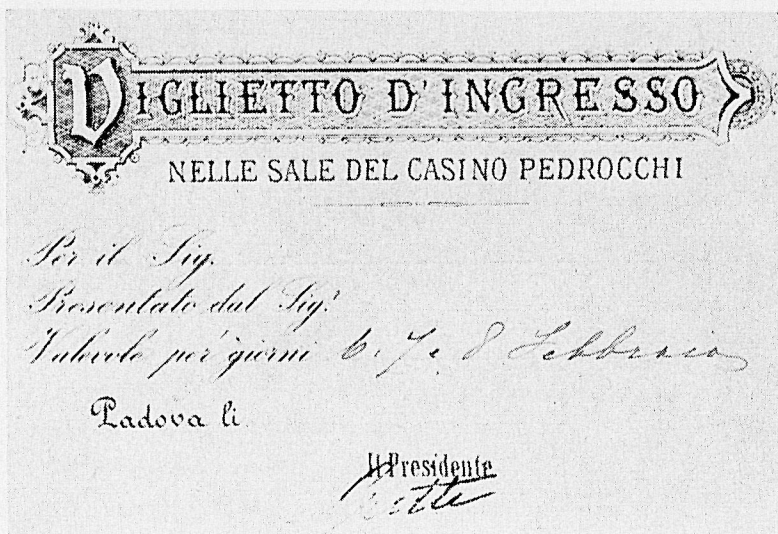 VIGLIETTO D'INGRESSO
NELLE SALE DEL CASINO PEDROCCHI
Per il Sig.
Presentato dal Sig.
Valevole per giorni 6. 7 e 8 Febbraio
Padova li
Il Presidente